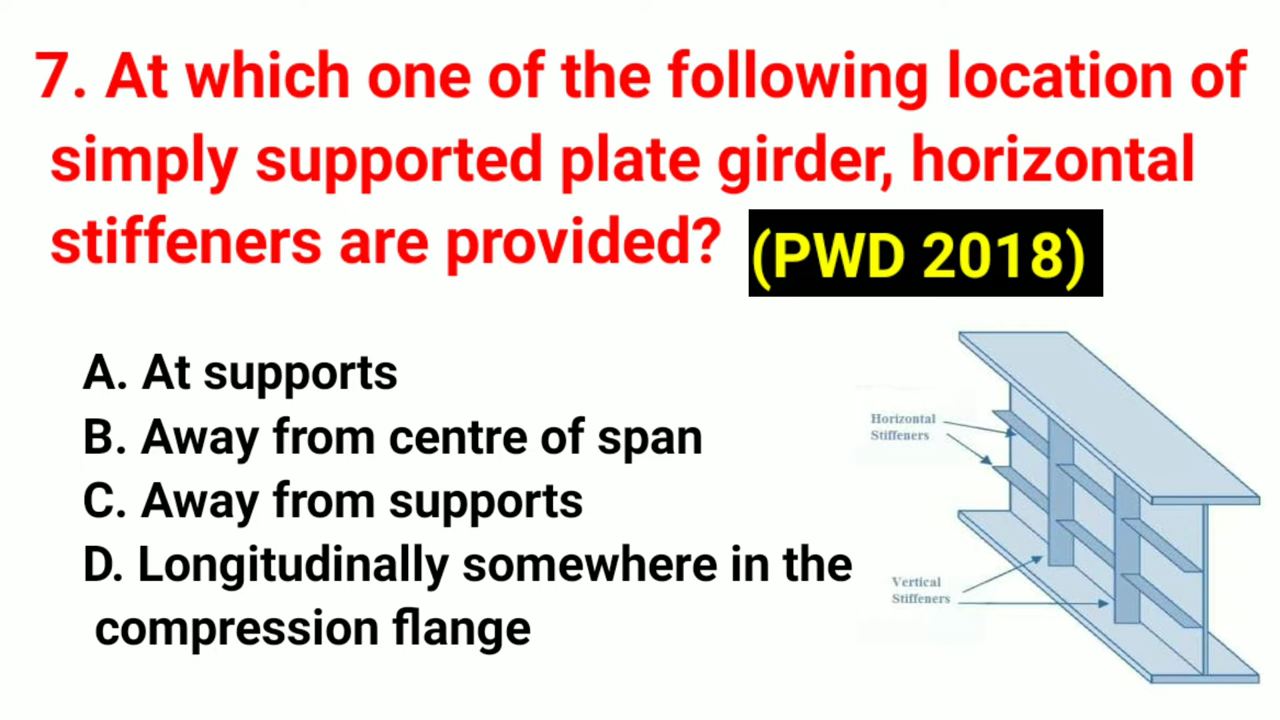 7. At which one of the following location of
simply supported plate girder, horizontal
stiffeners are provided? (PWD 2018)
A. At supports
B. Away from centre of span
C. Away from supports
D. Longitudinally somewhere in the
compression flange
Horizontal
Stiffeners
Vertical
Stiffeners